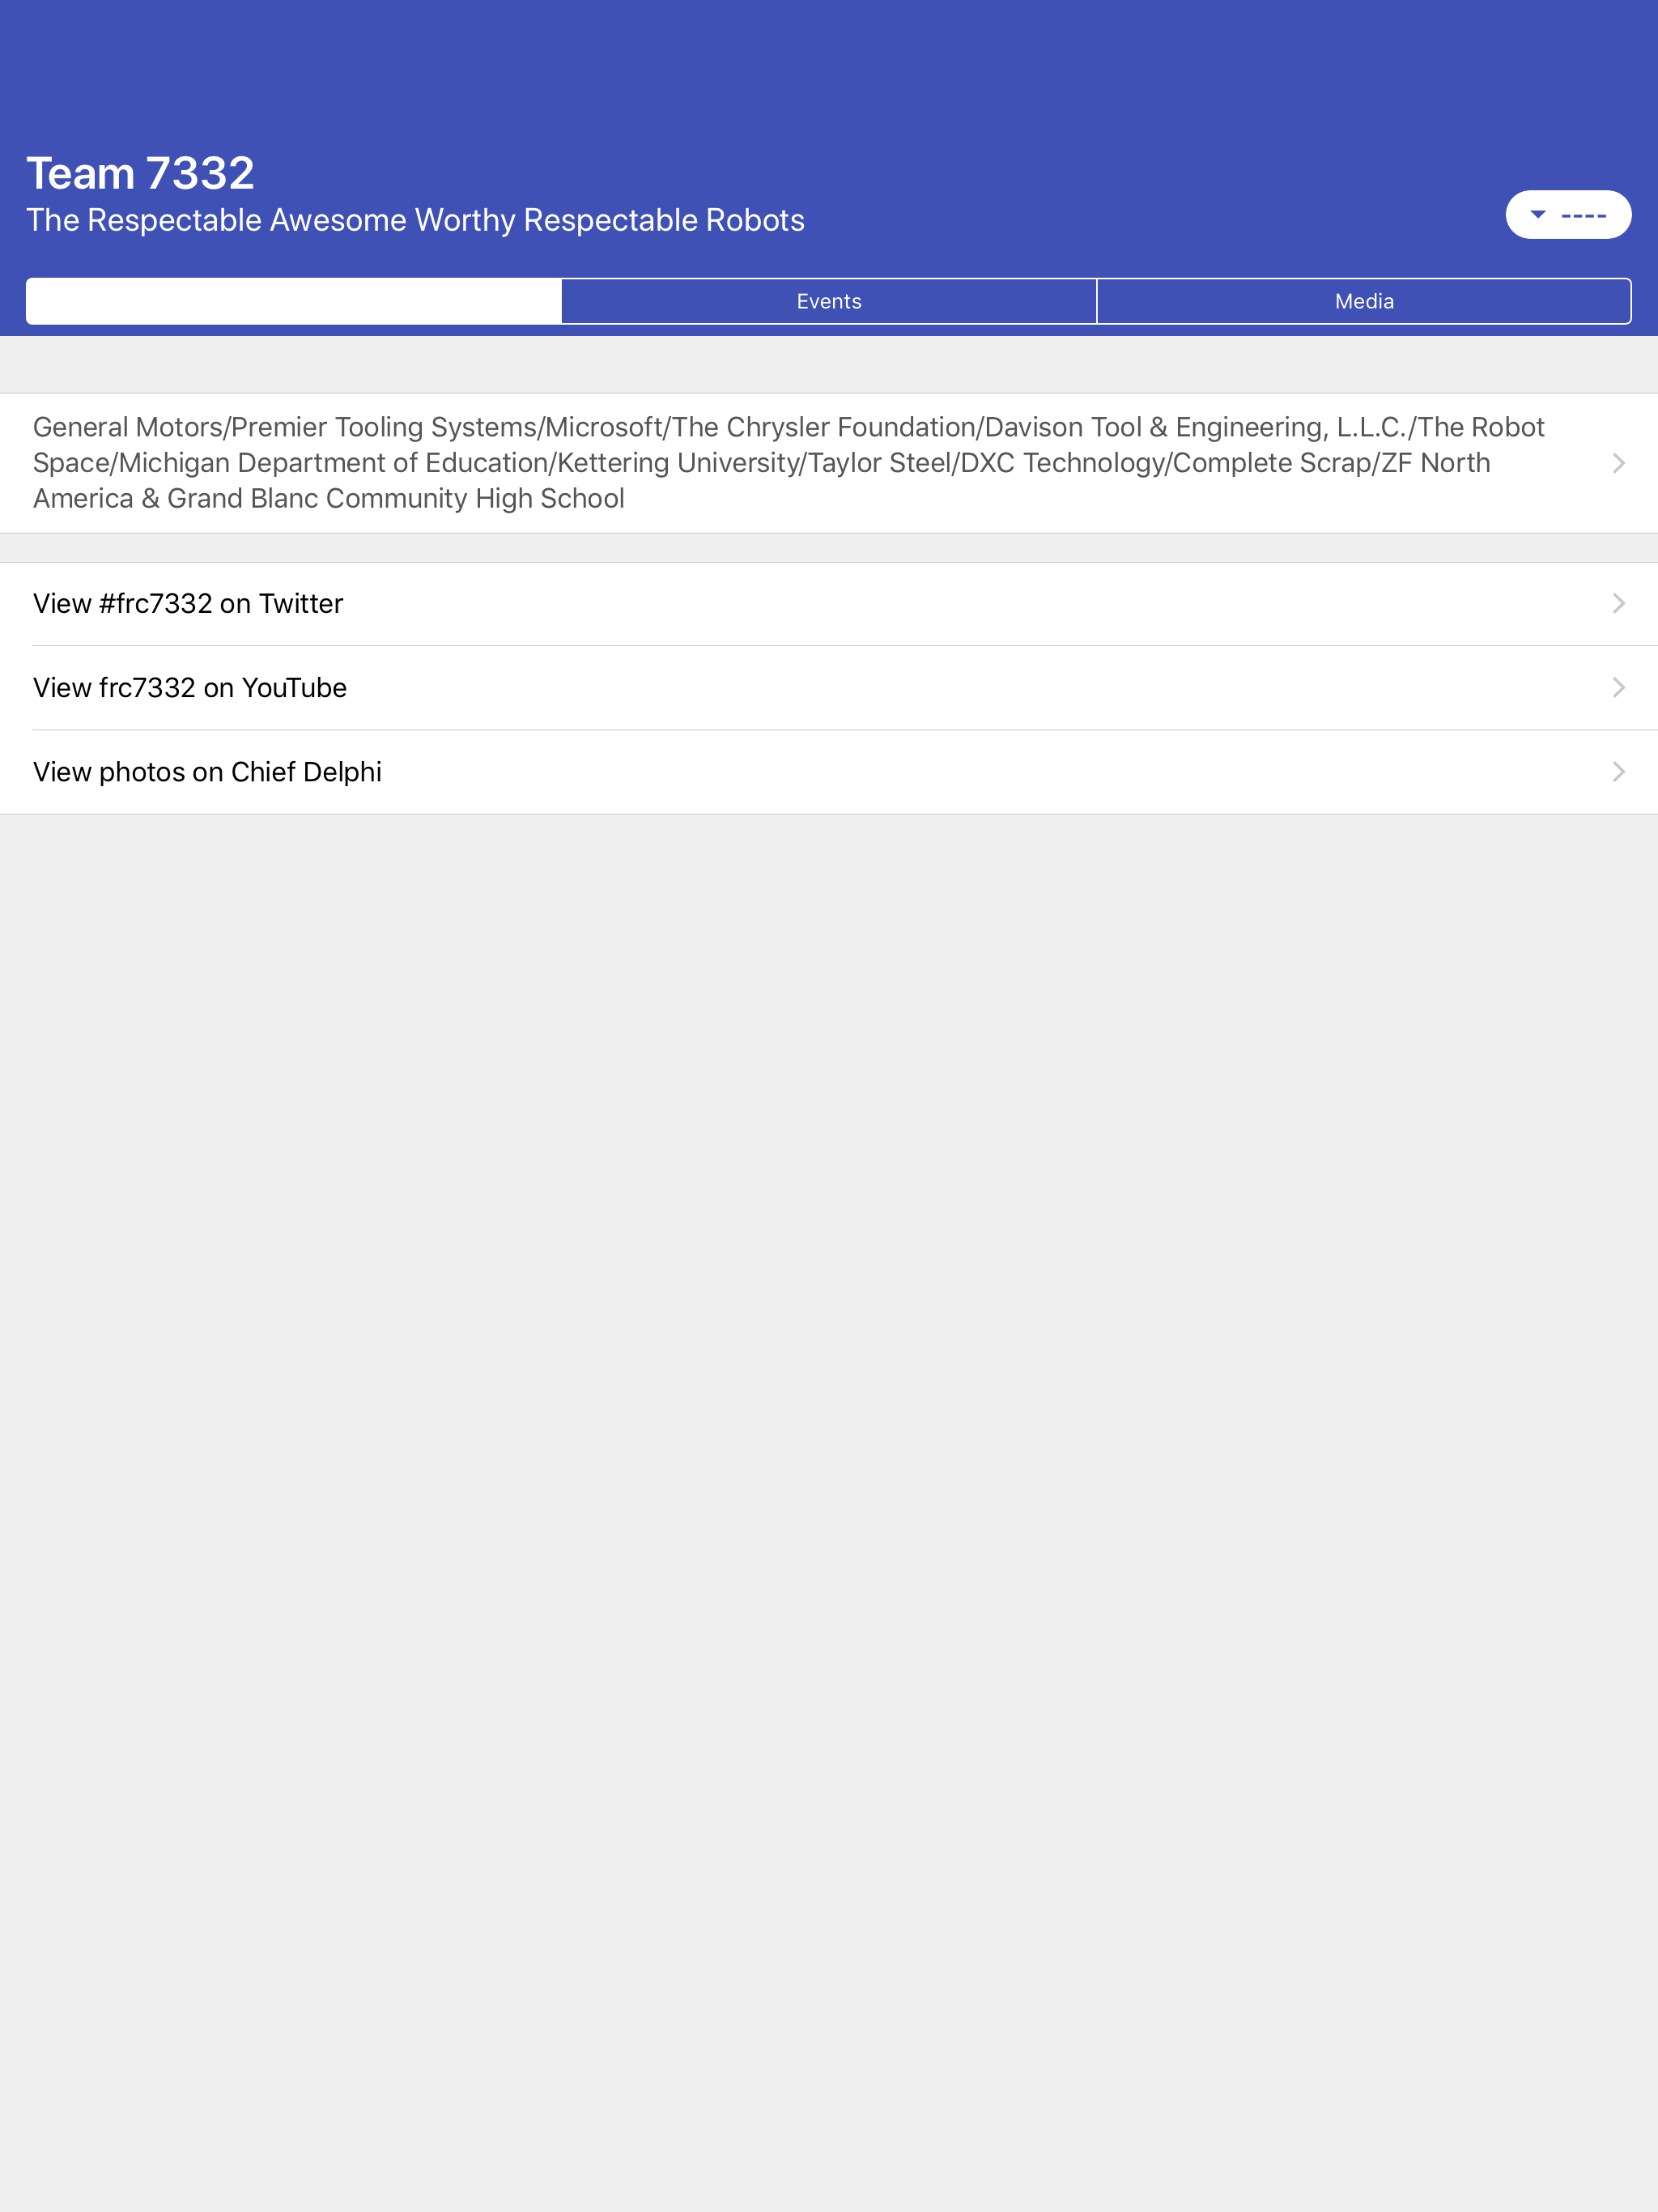 Team 7332
The Respectable Awesome Worthy Respectable Robots
----
Events
Media
General Motors/Premier Tooling Systems/Microsoft/The Chrysler Foundation/Davison Tool & Engineering, L.L.C./The Robot
Space/Michigan Department of Education/Kettering University/Taylor Steel/DXC Technology/Complete Scrap/ZF North
America & Grand Blanc Community High School
View #frc7332 on Twitter
View frc7332 on YouTube
View photos on Chief Delphi